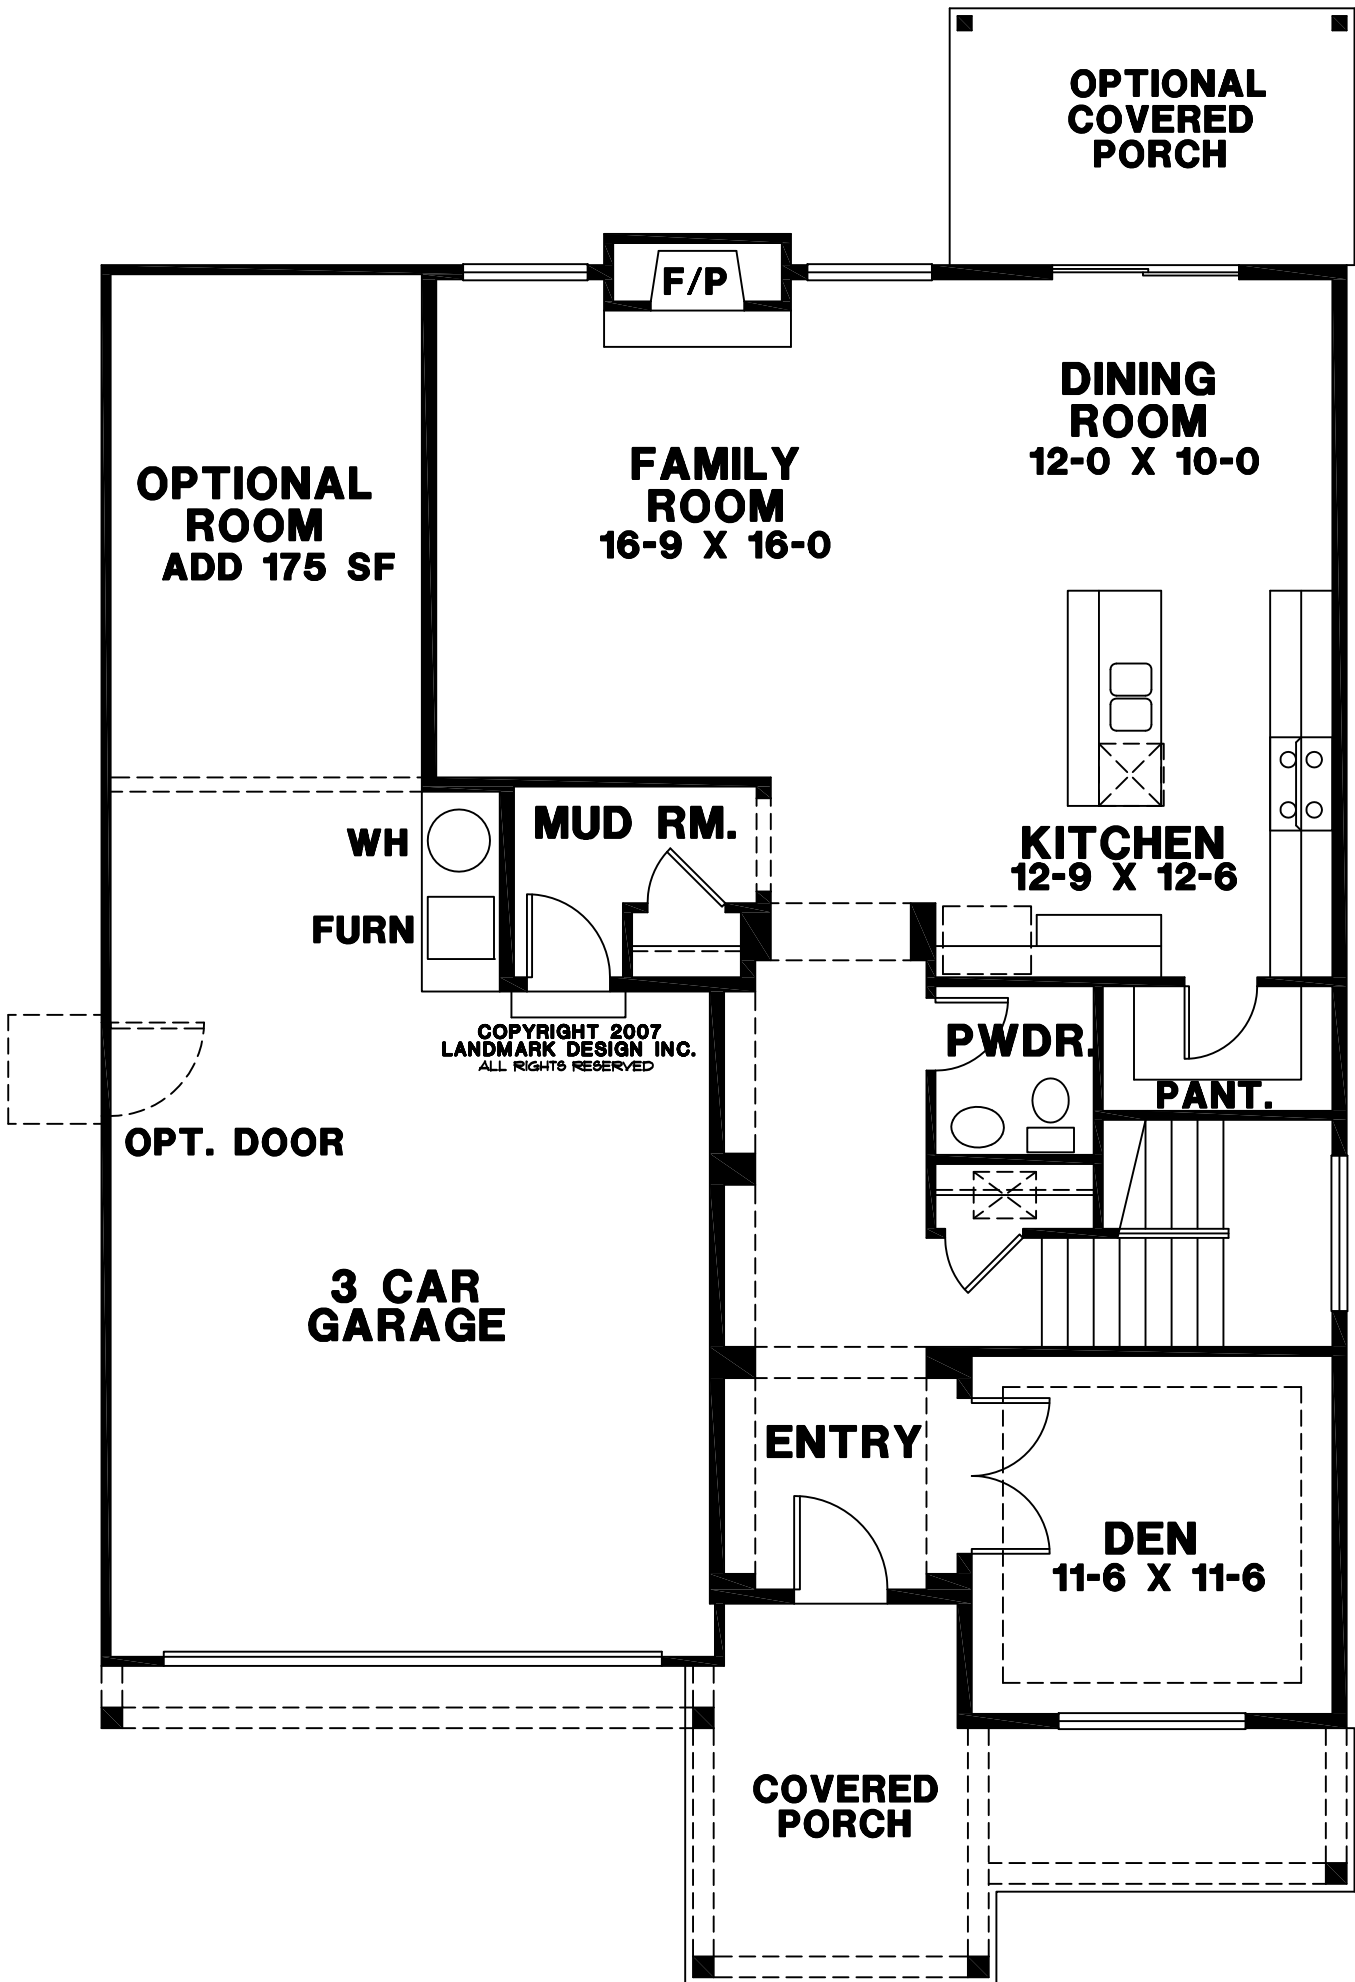 OPTIONAL
COVERED
PORCH
F/P
DINING
ROOM
12-0 X 10-0
FAMILY
ROOM
16-9 X 16-0
OPTIONAL
ROOM
ADD 175 SF
MUD RM.
WH
KITCHEN
12-9 X 12-6
FURN
COPYRIGHT 2007
LANDMARK DESIGN INC.
ALL RIGHTS RESERVED
PWDR.
PANT.
OPT. DOOR
3 CAR
GARAGE
ENTRY
DEN
11-6 X 11-6
COVERED
PORCH